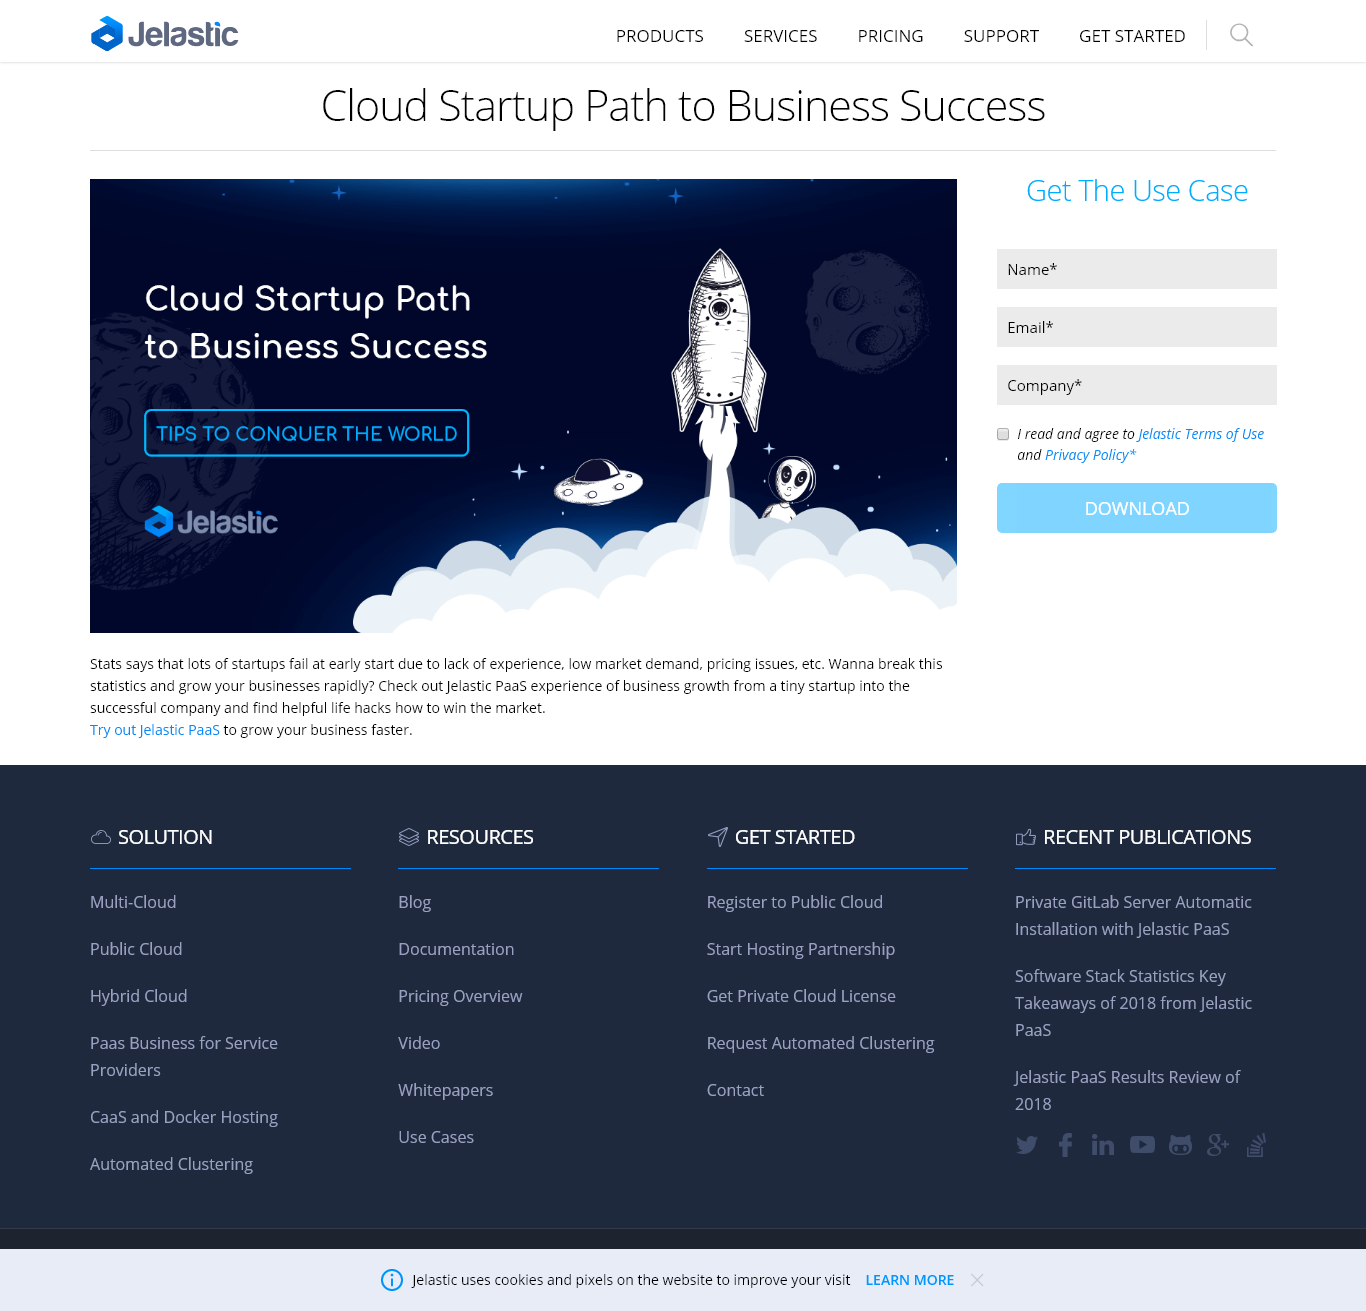 Jelastic
PRODUCTS
SERVICES
PRICING
SUPPORT
GET STARTED
Cloud Startup Path to Business Success
Cloud Startup Path
to Business Success
TIPS TO CONQUER THE WORLD
Jelastic
Get The Use Case
Name*
Email*
Company*
I read and agree to Jelastic Terms of Use
and Privacy Policy*
DOWNLOAD
Stats says that lots of startups fail at early start due to lack of experience, low market demand, pricing issues, etc. Wanna break this
statistics and grow your businesses rapidly? Check out Jelastic PaaS experience of business growth from a tiny startup into the
successful company and find helpful life hacks how to win the market.
Try out Jelastic PaaS to grow your business faster.
SOLUTION
Multi-Cloud
Public Cloud
Hybrid Cloud
Paas Business for Service
Providers
CaaS and Docker Hosting
Automated Clustering
RESOURCES
Blog
Documentation
Pricing Overview
Video
Whitepapers
Use Cases
GET STARTED
Register to Public Cloud
Start Hosting Partnership
Get Private Cloud License
Request Automated Clustering
Contact
RECENT PUBLICATIONS
Private GitLab Server Automatic
Installation with Jelastic PaaS
Software Stack Statistics Key
Takeaways of 2018 from Jelastic
PaaS
Jelastic PaaS Results Review of
2018
Jelastic uses cookies and pixels on the website to improve your visit LEARN MORE